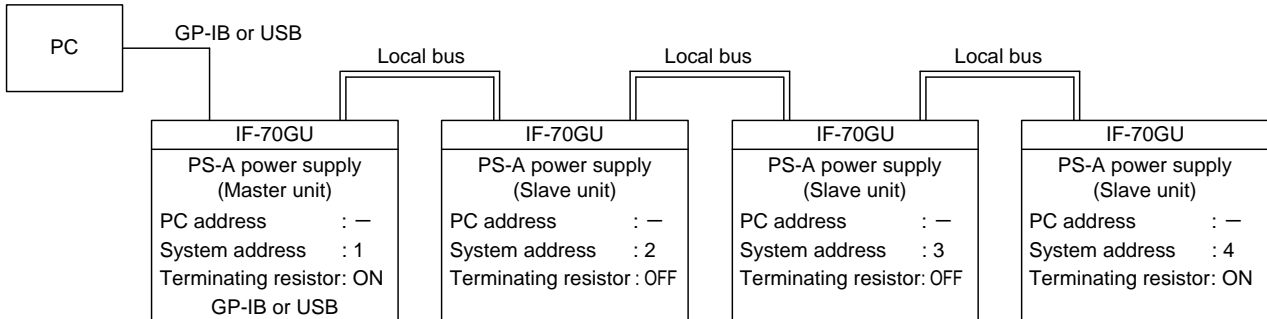 PC
GP-IB or USB
Local bus
Local bus
Local bus
IF-70GU
PS-A power supply
(Master unit)
PC address : －
System address : 1
Terminating resistor: ON
GP-IB or USB
IF-70GU
PS-A power supply
(Slave unit)
PC address : －
System address : 2
Terminating resistor : OFF
IF-70GU
PS-A power supply
(Slave unit)
PC address : －
System address : 3
Terminating resistor: OFF
IF-70GU
PS-A power supply
(Slave unit)
PC address : －
System address : 4
Terminating resistor: ON